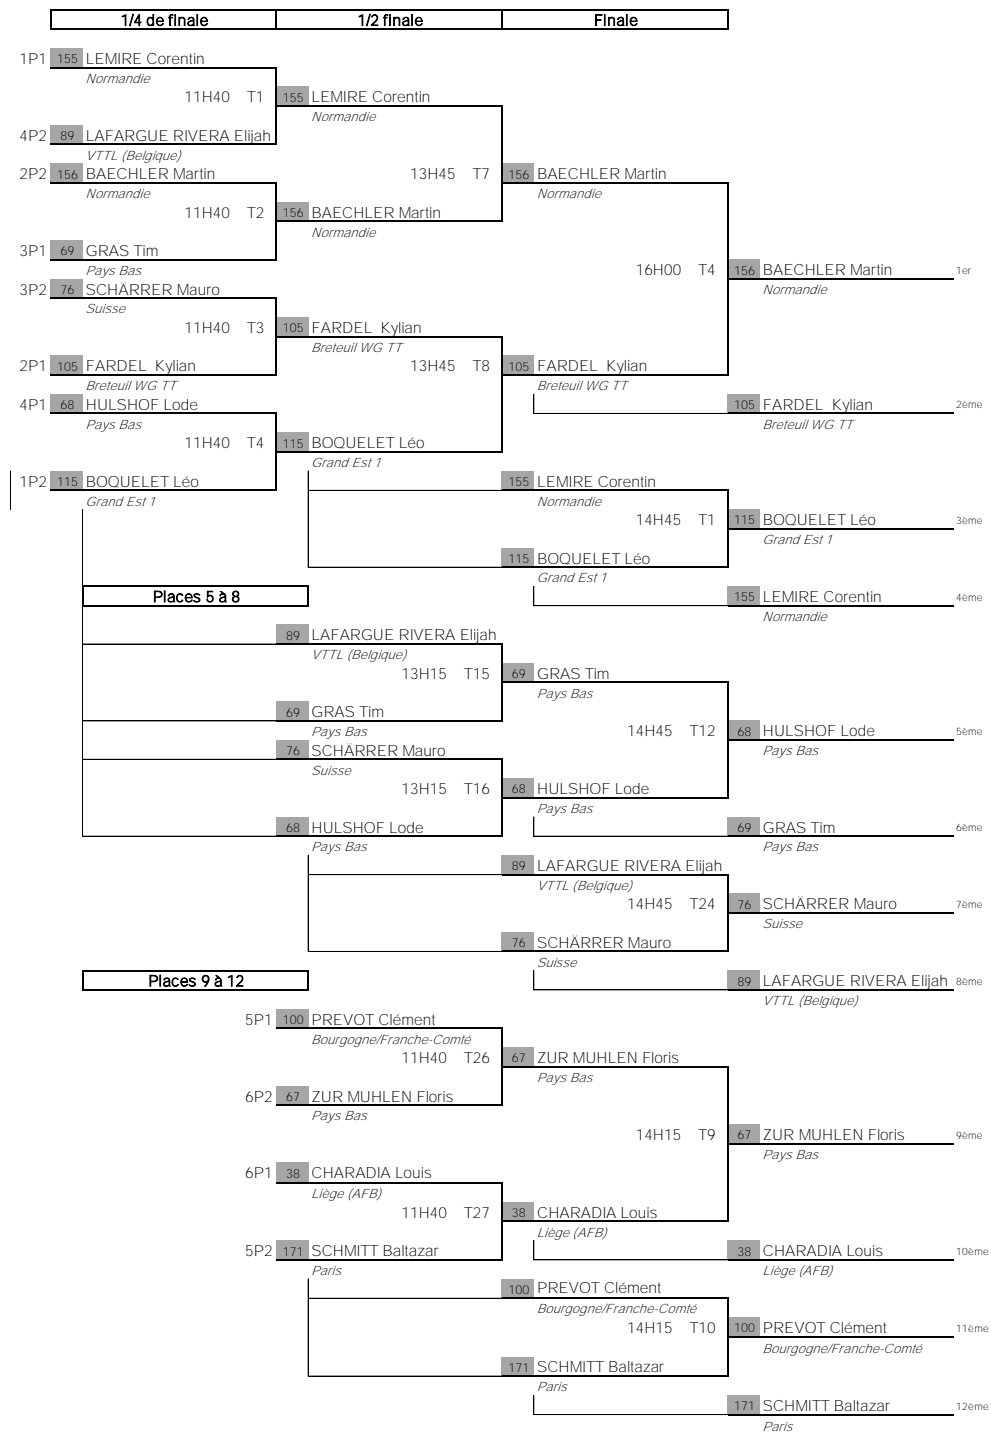 1/4 de finale 1/2 finale Finale
1P1 155 LEMIRE Corentin
Normandie
11H40 T1 155 LEMIRE Corentin
Normandie
4P2 89 LAFARGUE RIVERA Elijah
VTTL (Belgique)
2P2 156 BAECHLER Martin 13H45 T7 156 BAECHLER Martin
Normandie Normandie
11H40 T2 156 BAECHLER Martin
Normandie
3P1 69 GRAS Tim
Pays Bas 16H00 T4 156 BAECHLER Martin 1er
3P2 76 SCHÄRRER Mauro Normandie
Suisse
11H40 T3 105 FARDEL Kylian
Breteuil WG TT
2P1 105 FARDEL Kylian 13H45 T8 105 FARDEL Kylian
Breteuil WG TT Breteuil WG TT
4P1 68 HULSHOF Lode 105 FARDEL Kylian 2ème
Pays Bas Breteuil WG TT
11H40 T4 115 BOQUELET Léo
Grand Est 1
1P2 115 BOQUELET Léo 155 LEMIRE Corentin
Grand Est 1 Normandie
14H45 T1 115 BOQUELET Léo 3ème
Grand Est 1
115 BOQUELET Léo
Grand Est 1
Places 5 à 8 155 LEMIRE Corentin 4ème
Normandie
89 LAFARGUE RIVERA Elijah
VTTL (Belgique)
13H15 T15 69 GRAS Tim
Pays Bas
69 GRAS Tim
Pays Bas 14H45 T12 68 HULSHOF Lode 5ème
76 SCHÄRRER Mauro Pays Bas
Suisse
13H15 T16 68 HULSHOF Lode
Pays Bas
68 HULSHOF Lode 69 GRAS Tim 6ème
Pays Bas Pays Bas
89 LAFARGUE RIVERA Elijah
VTTL (Belgique)
14H45 T24 76 SCHÄRRER Mauro 7ème
Suisse
76 SCHÄRRER Mauro
Suisse
Places 9 à 12 89 LAFARGUE RIVERA Elijah 8ème
VTTL (Belgique)
5P1 100 PREVOT Clément
Bourgogne/Franche-Comté
11H40 T26 67 ZUR MUHLEN Floris
Pays Bas
6P2 67 ZUR MUHLEN Floris
Pays Bas
14H15 T9 67 ZUR MUHLEN Floris 9ème
Pays Bas
6P1 38 CHARADIA Louis
Liège (AFB)
11H40 T27 38 CHARADIA Louis
Liège (AFB)
5P2 171 SCHMITT Baltazar 38 CHARADIA Louis 10ème
Paris Liège (AFB)
100 PREVOT Clément
Bourgogne/Franche-Comté
14H15 T10 100 PREVOT Clément 11ème
Bourgogne/Franche-Comté
171 SCHMITT Baltazar
Paris
171 SCHMITT Baltazar 12ème
Paris